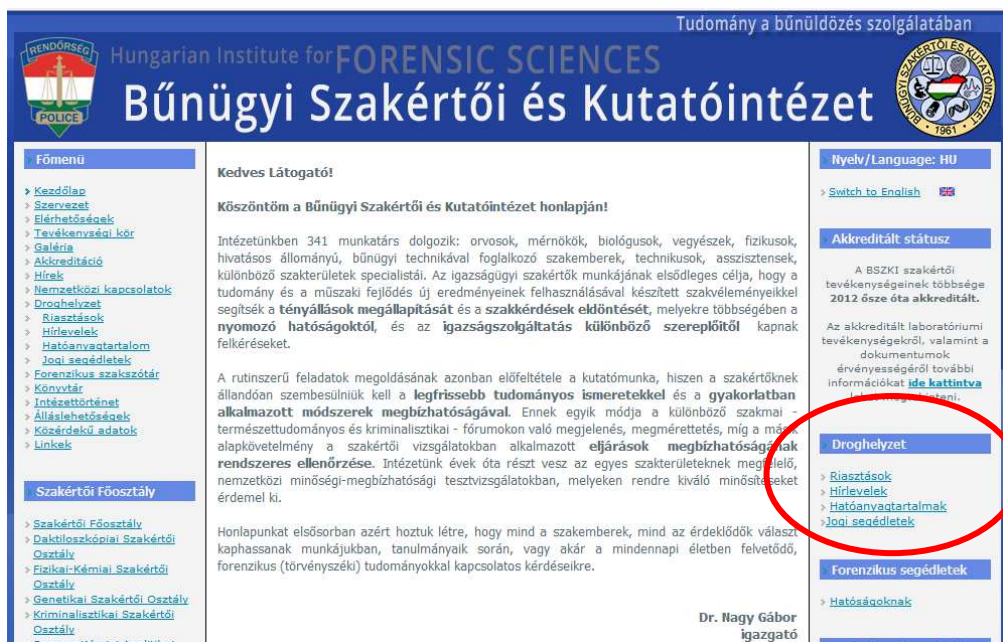 Tudomány a bűnüldözés szolgálatában
RENDŐRSÉG
POLICE
Hungarian Institute for FORENSIC SCIENCES
Bűnügyi Szakértői és Kutatóintézet
1961
Főmenü
> Kezdőlap
> Szervezet
> Elérhetőségek
> Tevékenységi kör
> Galéria
> Akkreditáció
> Hírek
> Nemzetközi kapcsolatok
> Droghelyzet
> Riasztások
> Hírlevelek
> Hatóanyagtartalom
> Jogi segédletek
> Forenzikus szakszótár
> Könyvtár
> Intézettörténet
> Álláslehetőségek
> Közérdekű adatok
> Linkek
Szakértői Főosztály
> Szakértői Főosztály
> Daktiloszkópiai Szakértői
Osztály
> Fizikai-Kémiai Szakértői
Osztály
> Genetikai Szakértői Osztály
> Kriminalisztikai Szakértői
Osztály
Kedves Látogató!
Köszöntöm a Bűnügyi Szakértői és Kutatóintézet honlapján!
Intézetünkben 341 munkatárs dolgozik: orvosok, mérnökök, biológusok, vegyészek, fizikusok,
hivatásos állományú, bűnügyi technikával foglalkozó szakemberek, technikusok, asszisztensek,
különböző szakterületek specialistái. Az igazságügyi szakértők munkájának elsődleges célja, hogy a
tudomány és a műszaki fejlődés új eredményeinek felhasználásával készített szakvéleményeikkel
segítsék a tényállások megállapítását és a szakkérdések eldöntését, melyekre többségében a
nyomozó hatóságoktól, és az igazságszolgáltatás különböző szereplőitől kapnak
felkéréseket.
A rutinszerű feladatok megoldásának azonban előfeltétele a kutatómunka, hiszen a szakértőknek
állandóan szembesülniük kell a legfrissebb tudományos ismeretekkel és a gyakorlatban
alkalmazott módszerek megbízhatóságával. Ennek egyik módja a különböző szakmai -
természettudományos és kriminalisztikai - fórumokon való megjelenés, megmérettetés, míg a másik
alapkövetelmény a szakértői vizsgálatokban alkalmazott eljárások megbízhatóságának
rendszeres ellenőrzése. Intézetünk évek óta részt vesz az egyes szakterületeknek megfelelő,
nemzetközi minőségi-megbízhatósági tesztvizsgálatokban, melyeken rendre kiváló minősítéseket
érdemel ki.
Honlapunkat elsősorban azért hoztuk létre, hogy mind a szakemberek, mind az érdeklődők választ
kaphassanak munkájukban, tanulmányaik során, vagy akár a mindennapi életben felvetődő,
forenzikus (törvényszéki) tudományokkal kapcsolatos kérdéseikre.
Dr. Nagy Gábor
igazgató
Nyelv/Language: HU
> Switch to English
Akkreditált státusz
A BSZKI szakértői
tevékenységeinek többsége
2012 ősze óta akkreditált.
Az akkreditált laboratóriumi
tevékenységekről, valamint a
dokumentumok
érvényességéről további
információkat ide kattintva
Droghelyzet
> Riasztások
> Hírlevelek
> Hatóanyagtartalmak
>Jogi segédletek
Forenzikus segédletek
> Hatóságoknak